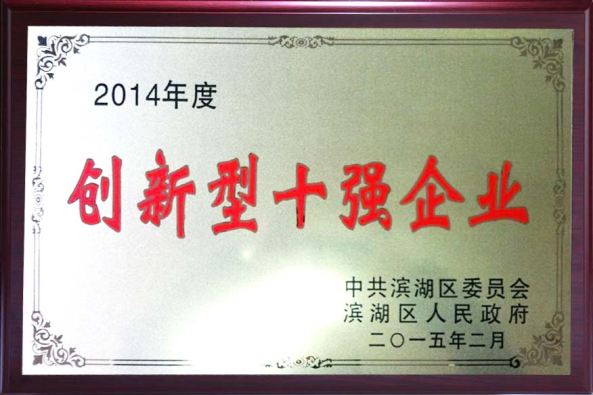 2014年度
创新型十强企业
中共滨湖区委员会
滨湖区人民政府
二〇一五年二月